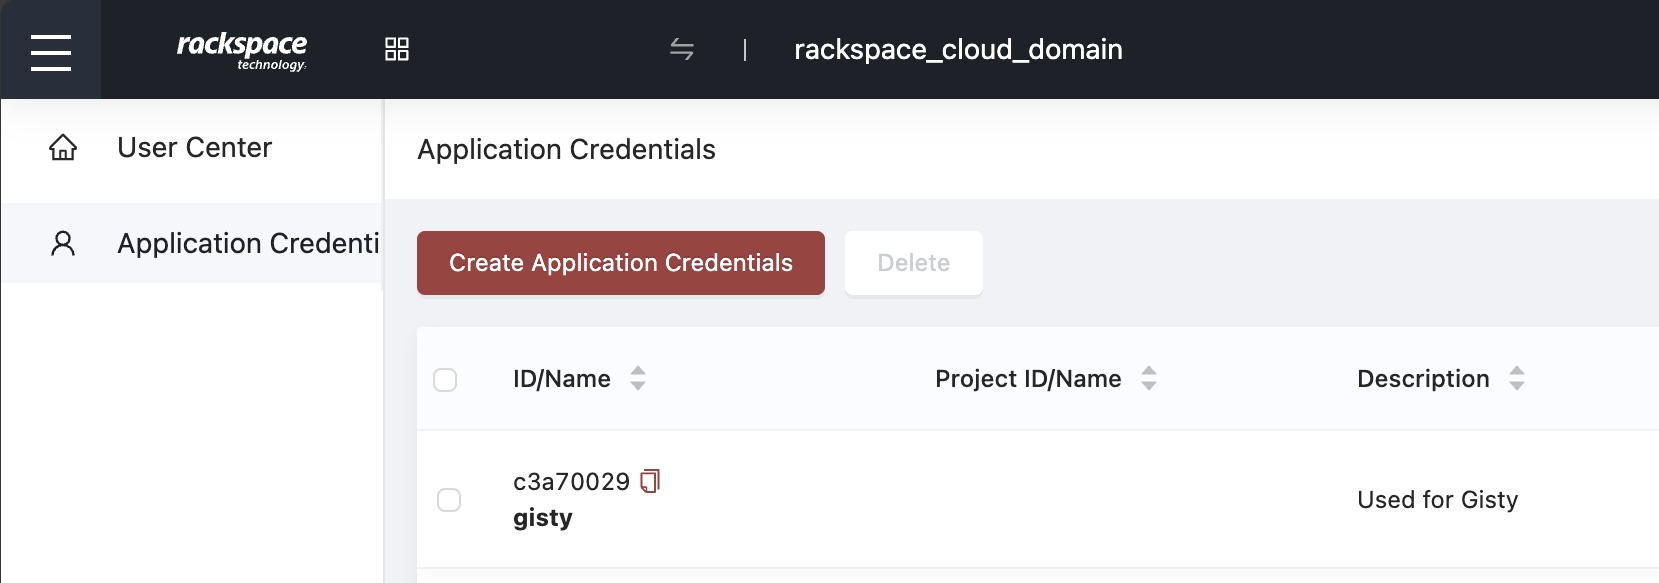 rackspace
technology.
| rackspace_cloud_domain
User Center
Application Credenti
Application Credentials
Create Application Credentials Delete
ID/Name Project ID/Name Description
c3a70029
gisty
Used for Gisty